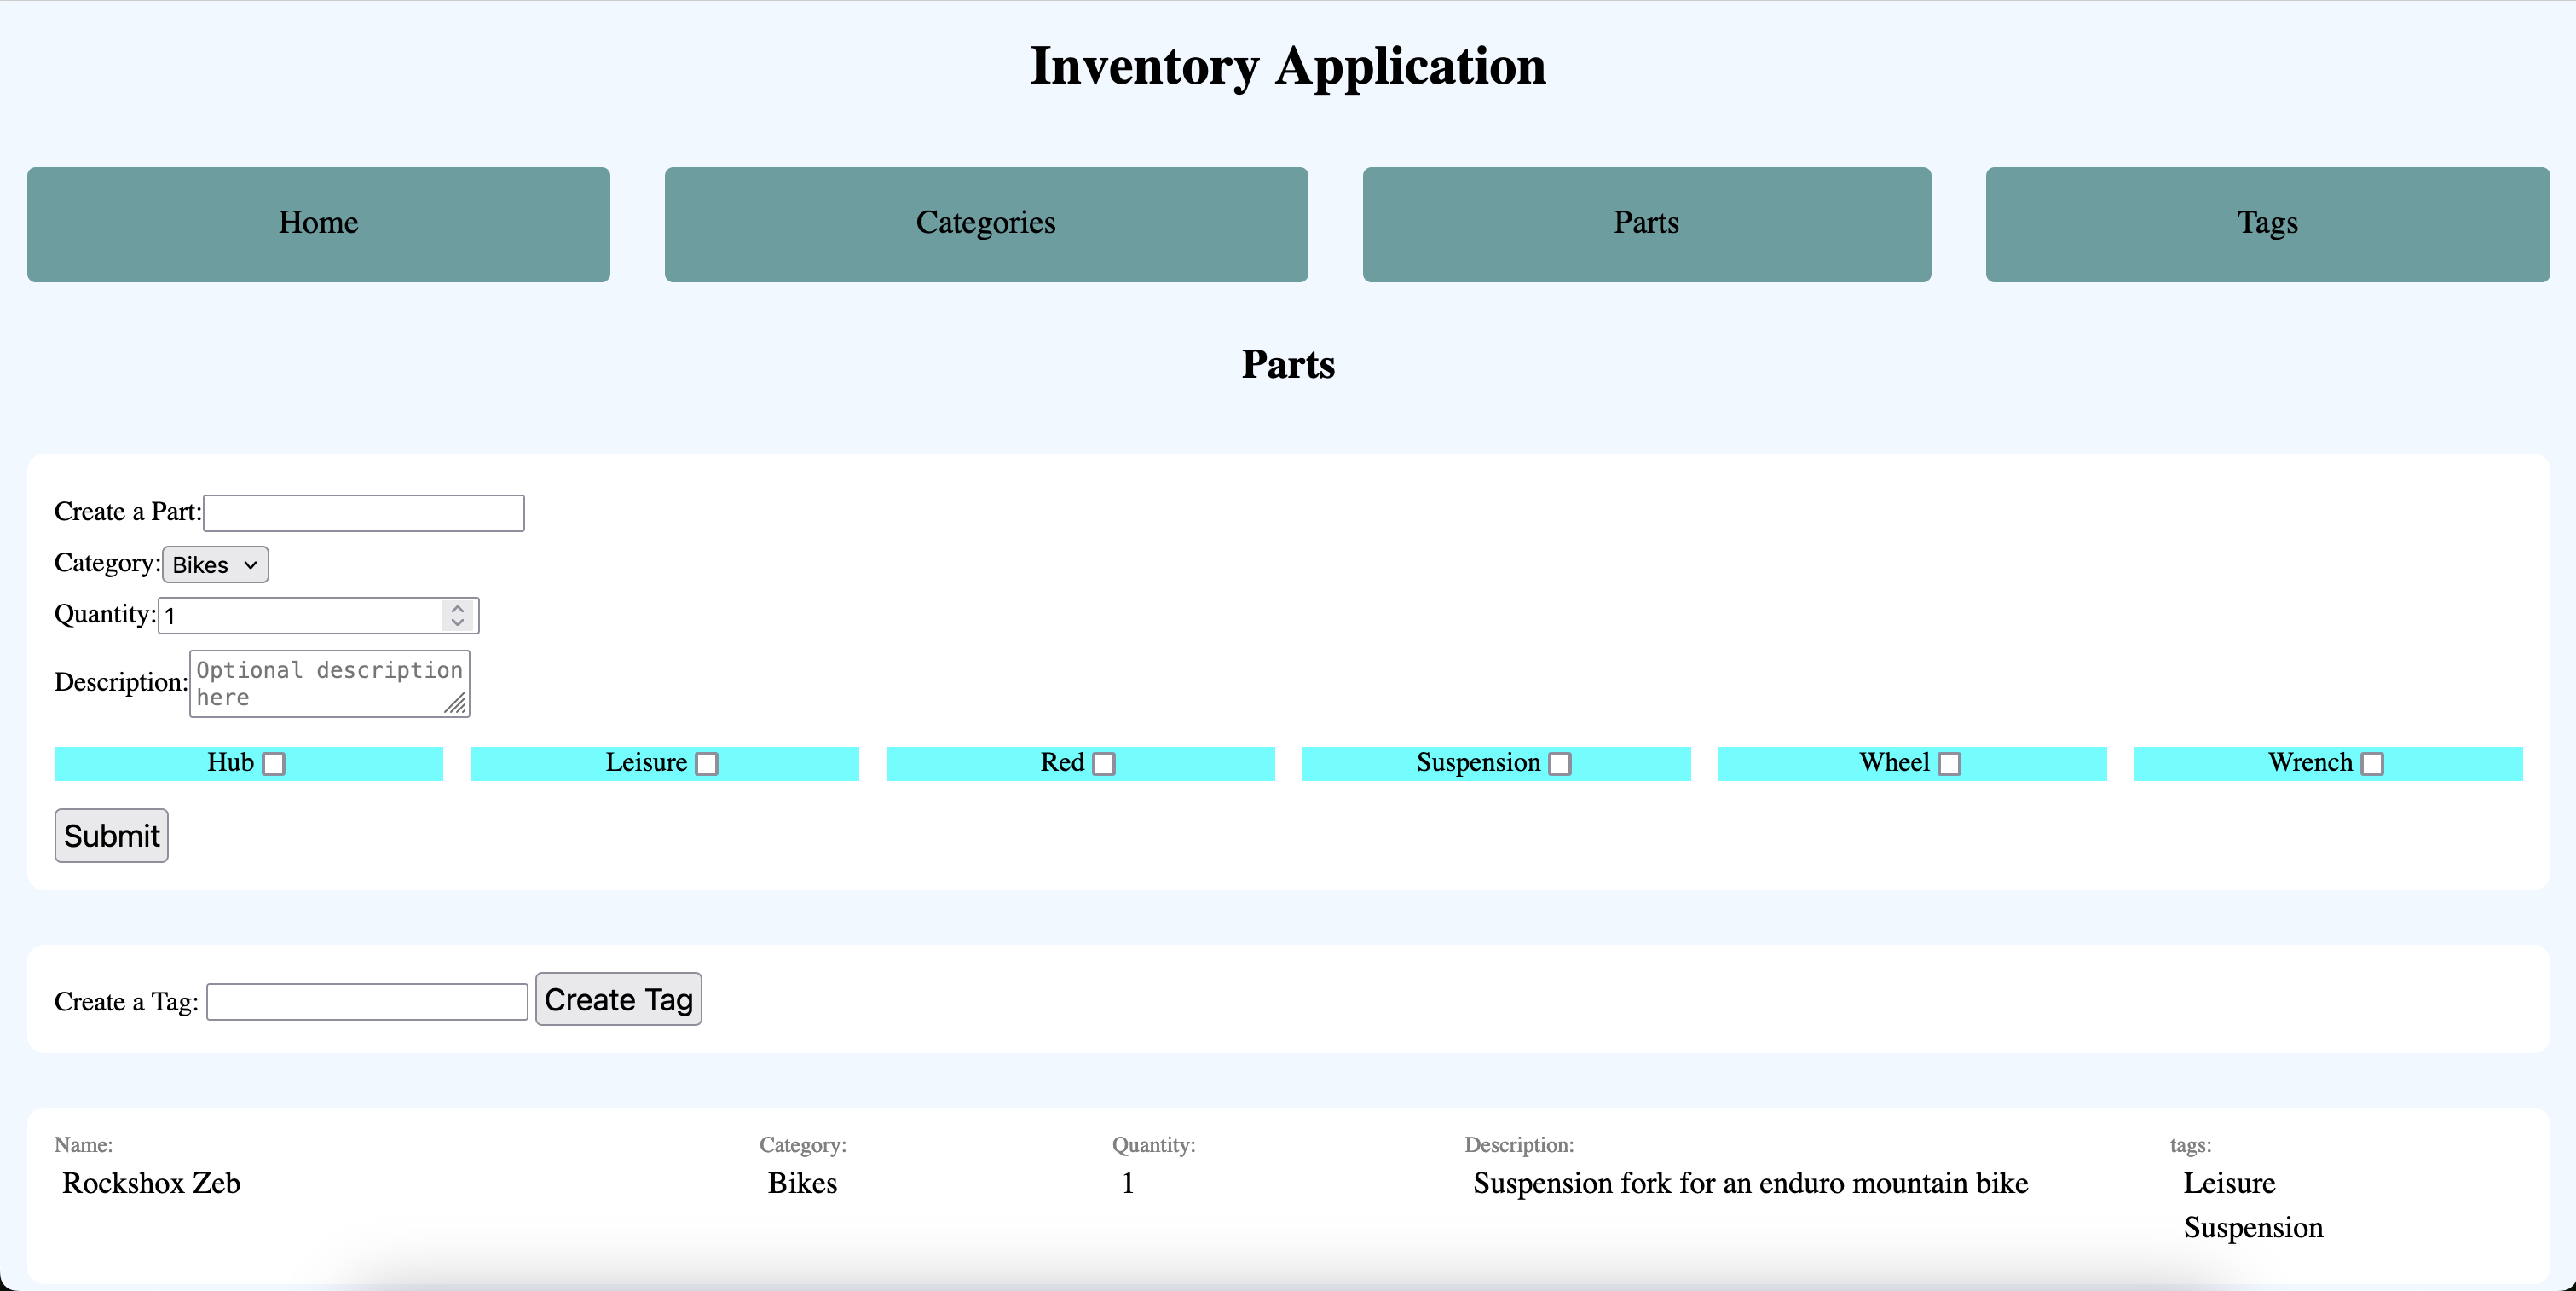 Inventory Application
Home Categories Parts Tags
Parts
Create a Part:
Category: Bikes
Quantity: 1
Description: Optional description
here
Hub Leisure Red Suspension Wheel Wrench
Submit
Create a Tag: Create Tag
Name: Category: Quantity: Description: tags:
Rockshox Zeb Bikes 1 Suspension fork for an enduro mountain bike Leisure
Suspension